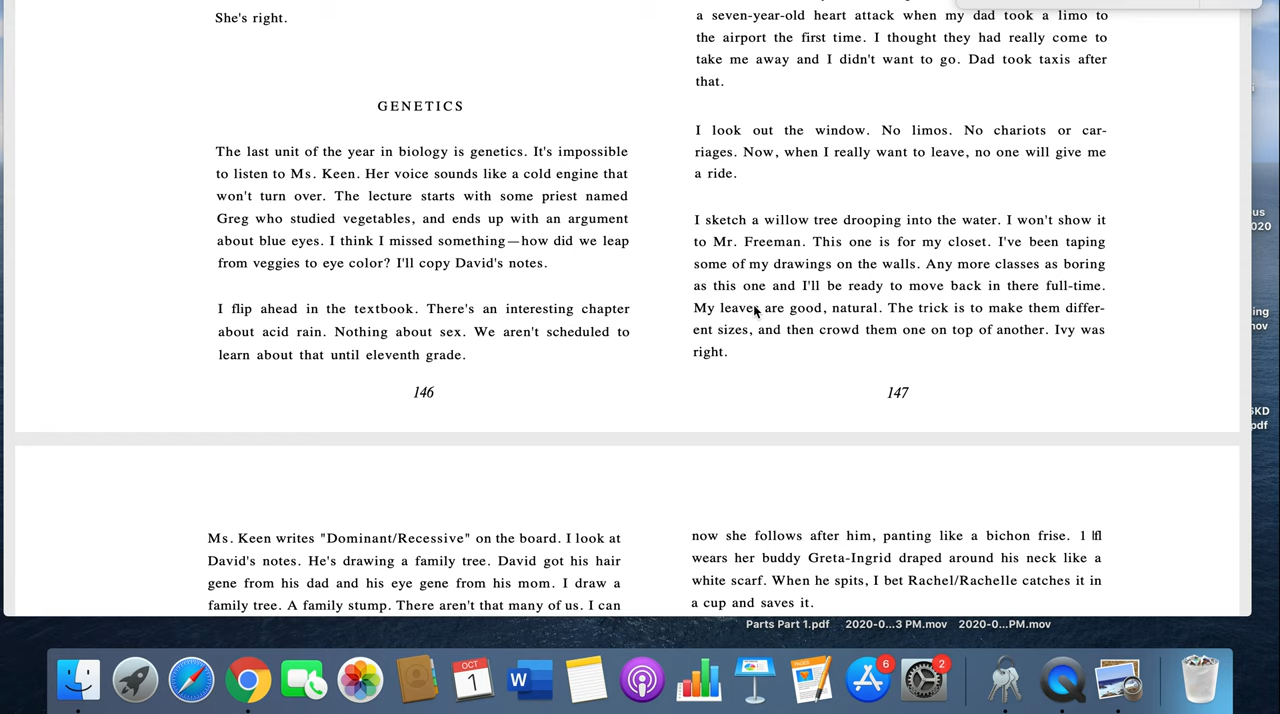 She's right.
GENETICS
The last unit of the year in biology is genetics. It's impossible
to listen to Ms. Keen. Her voice sounds like a cold engine that
won't turn over. The lecture starts with some priest named
Greg who studied vegetables, and ends up with an argument
about blue eyes. I think I missed something—how did we leap
from veggies to eye color? I'll copy David's notes.
I flip ahead in the textbook. There's an interesting chapter
about acid rain. Nothing about sex. We aren't scheduled to
learn about that until eleventh grade.
146
a seven-year-old heart attack when my dad took a limo to
the airport the first time. I thought they had really come to
take me away and I didn't want to go. Dad took taxis after
that.
I look out the window. No limos. No chariots or car-
riages. Now, when I really want to leave, no one will give me
a ride.
I sketch a willow tree drooping into the water. I won't show it
to Mr. Freeman. This one is for my closet. I've been taping
some of my drawings on the walls. Any more classes as boring
as this one and I'll be ready to move back in there full-time.
My leaves are good, natural. The trick is to make them differ-
ent sizes, and then crowd them one on top of another. Ivy was
right.
147
Ms. Keen writes "Dominant/Recessive" on the board. I look at
David's notes. He's drawing a family tree. David got his hair
gene from his dad and his eye gene from his mom. I draw a
family tree. A family stump. There aren't that many of us. I can
now she follows after him, panting like a bichon frise. 1
wears her buddy Greta-Ingrid draped around his neck like a
white scarf. When he spits, I bet Rachel/Rachelle catches it in
a cup and saves it.
us
020
ing
mov
GKD
pdf
Parts Part 1.pdf
2020-0...3 PM.mov
2020-0...PM.mov
OCT
1
W
PAGES
6
2